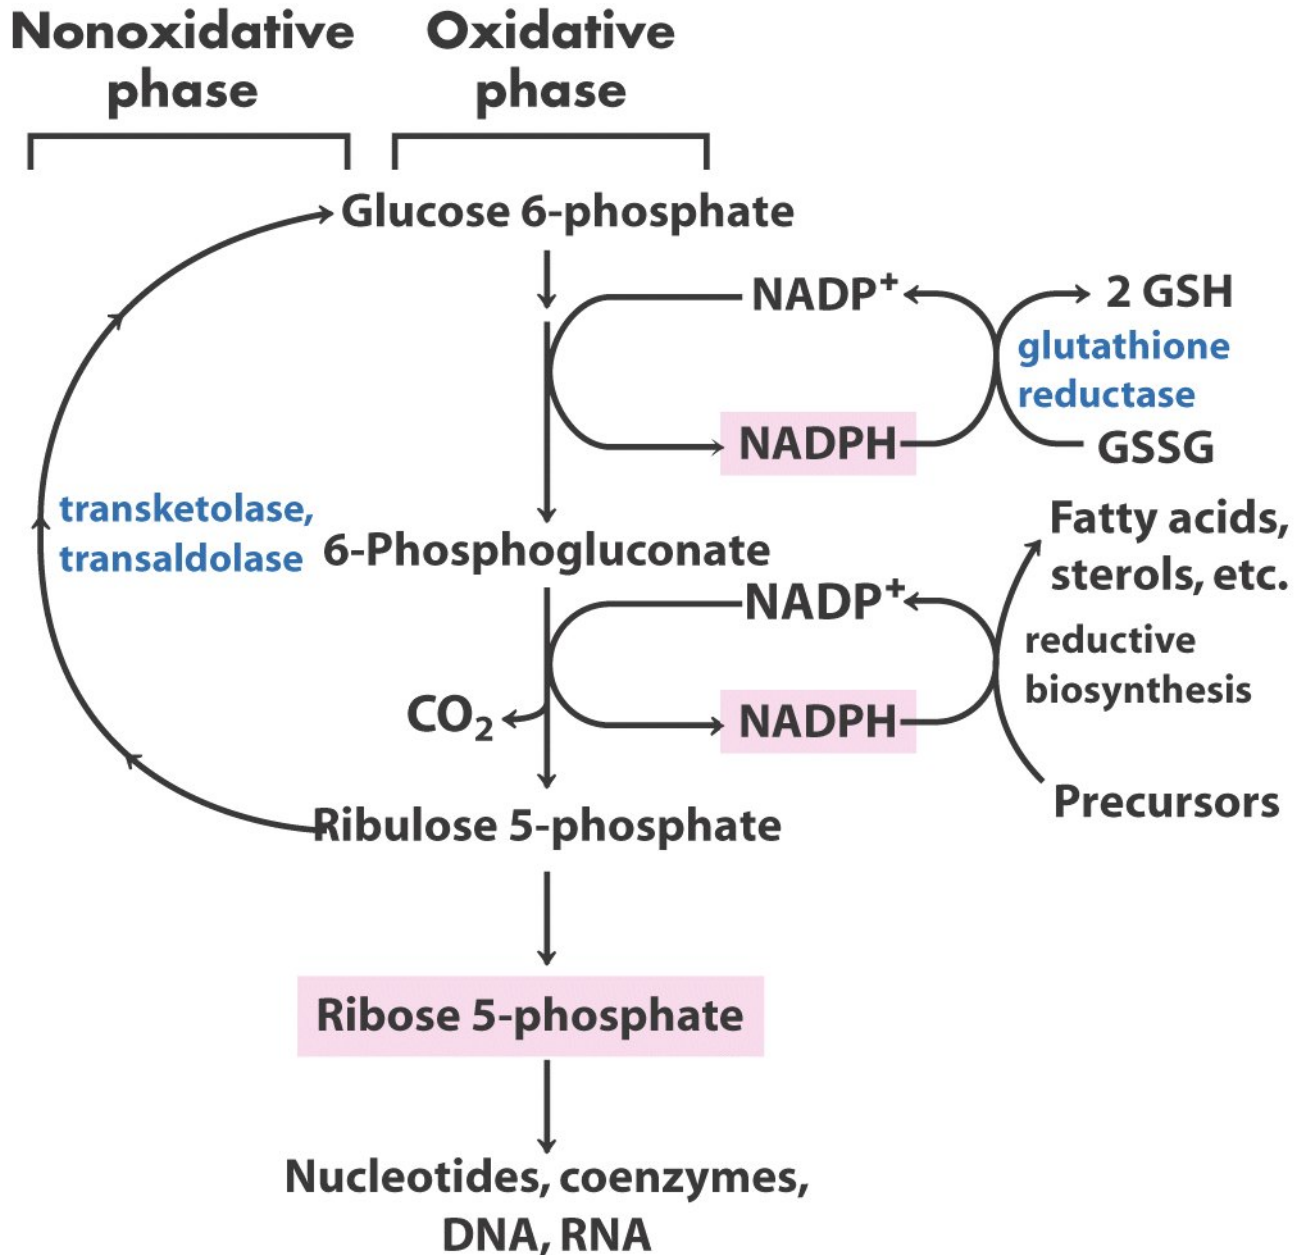 Nonoxidative
phase
Oxidative
phase
Glucose 6-phosphate
NADP⁺
2 GSH
glutathione
reductase
NADPH
GSSG
transketolase,
transaldolase
6-Phosphogluconate
Fatty acids,
sterols, etc.
NADP⁺
reductive
biosynthesis
CO₂
NADPH
Precursors
Ribulose 5-phosphate
Ribose 5-phosphate
Nucleotides, coenzymes,
DNA, RNA